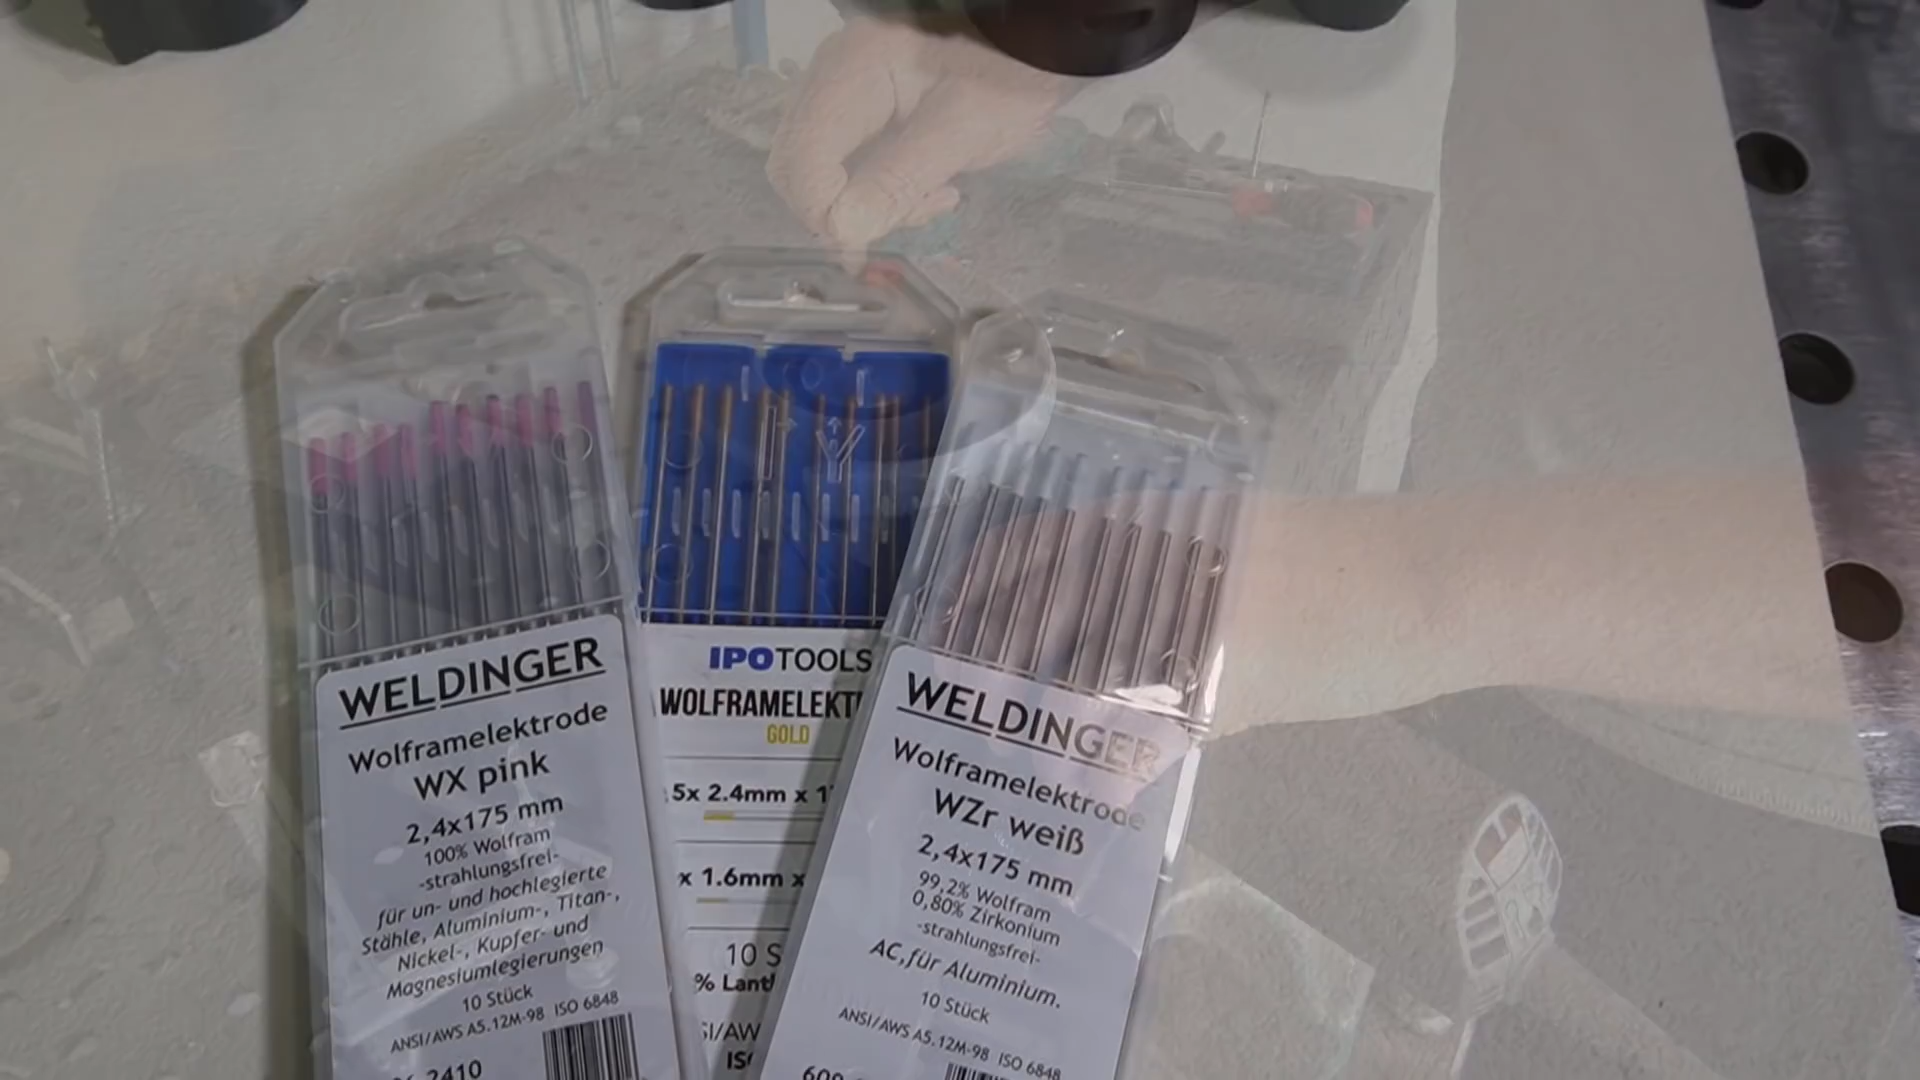 WELDINGER
Wolframelektrode
WX pink
2,4x175 mm
100% Wolfram
-strahlungsfrei-
für un- und hochlegierte
Stähle, Aluminium-, Titan-,
Nickel-, Kupfer- und
Magnesiumlegierungen
10 Stück
ANSI/AWS A5.12M-98 ISO 6848
2410
IPOTOOLS
WOLFRAMELEKT
GOLD
5x 2.4mm x 1
x 1.6mm x
10 S
% Lant
SI/AW
IS
WELDINGER
Wolframelektrode
WZr weiß
2,4x175 mm
99,2% Wolfram
0,80% Zirkonium
-strahlungsfrei-
AC,für Aluminium.
10 Stück
ANSI/AWS A5.12M-98 ISO 6848